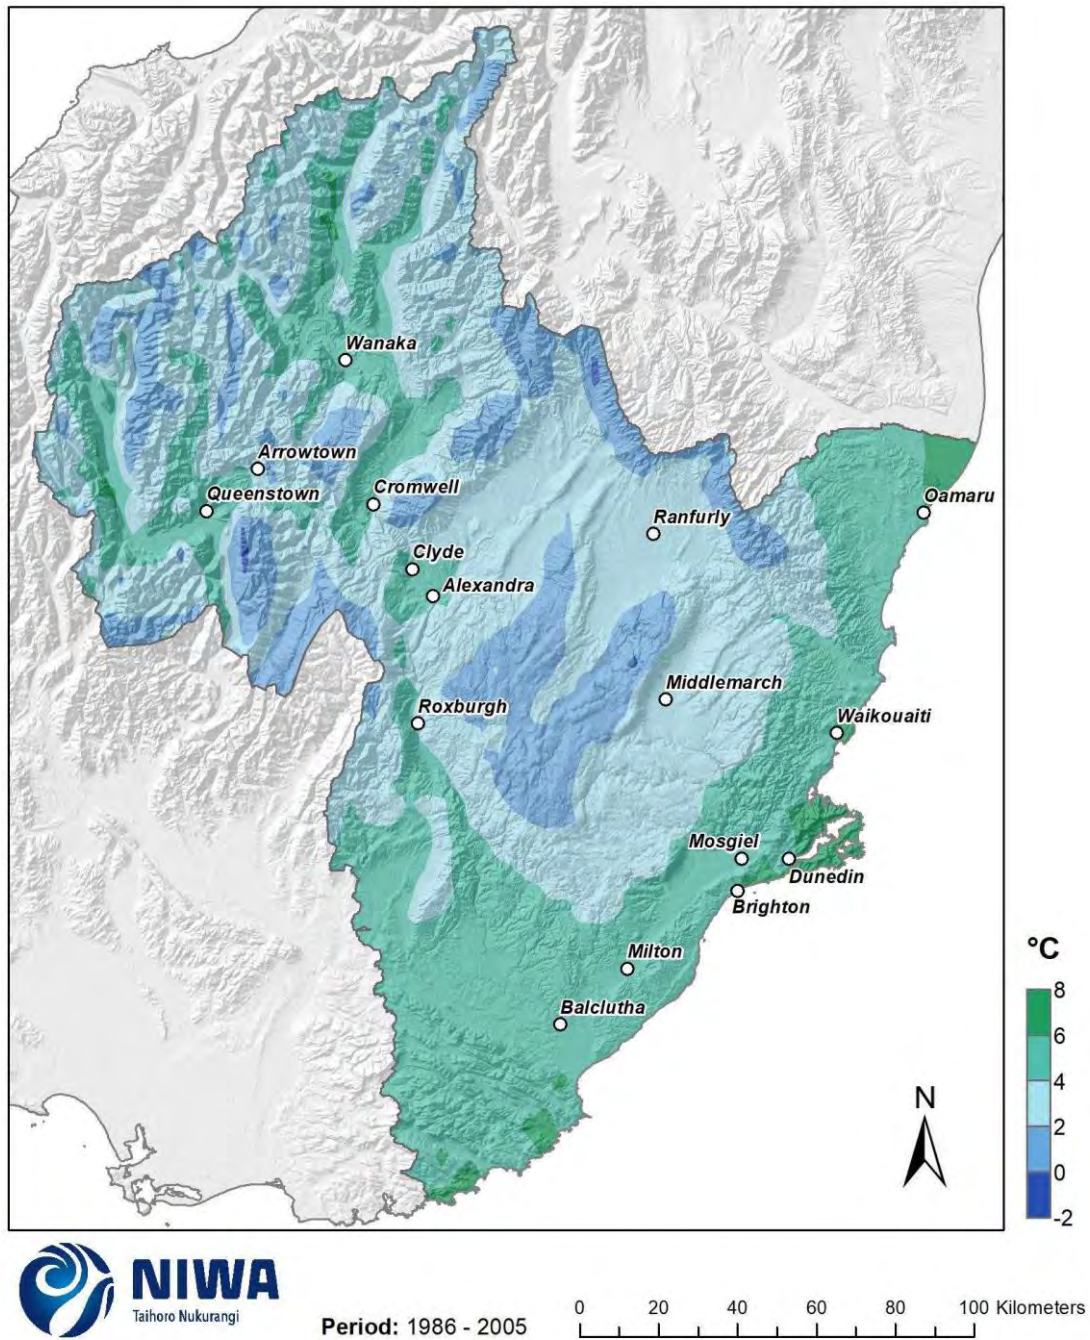 Wanaka
Arrowtown
Queenstown
Cromwell
Oamaru
Ranfurly
Clyde
Alexandra
Middlemarch
Roxburgh
Waikouaiti
Mosgiel
Dunedin
Brighton
°C
Milton
8
Balclutha
6
4
N
2
0
-2
NIWA
Taihoro Nukurangi
0 20 40 60 80 100 Kilometers
Period: 1986 - 2005